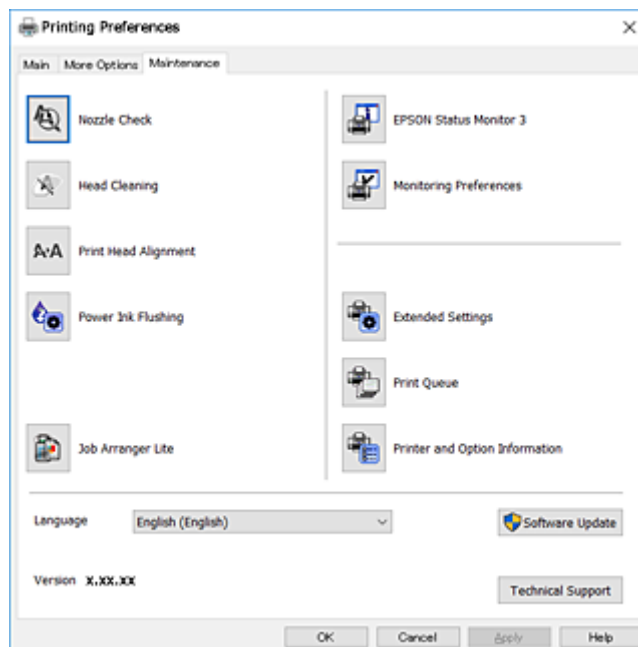 Printing Preferences
Main More Options Maintenance
Nozzle Check
EPSON Status Monitor 3
Head Cleaning
Monitoring Preferences
A·A Print Head Alignment
Power Ink Flushing
Extended Settings
Print Queue
Job Arranger Lite
Printer and Option Information
Language English (English) Software Update
Version X.XX.XX
Technical Support
OK Cancel Apply Help